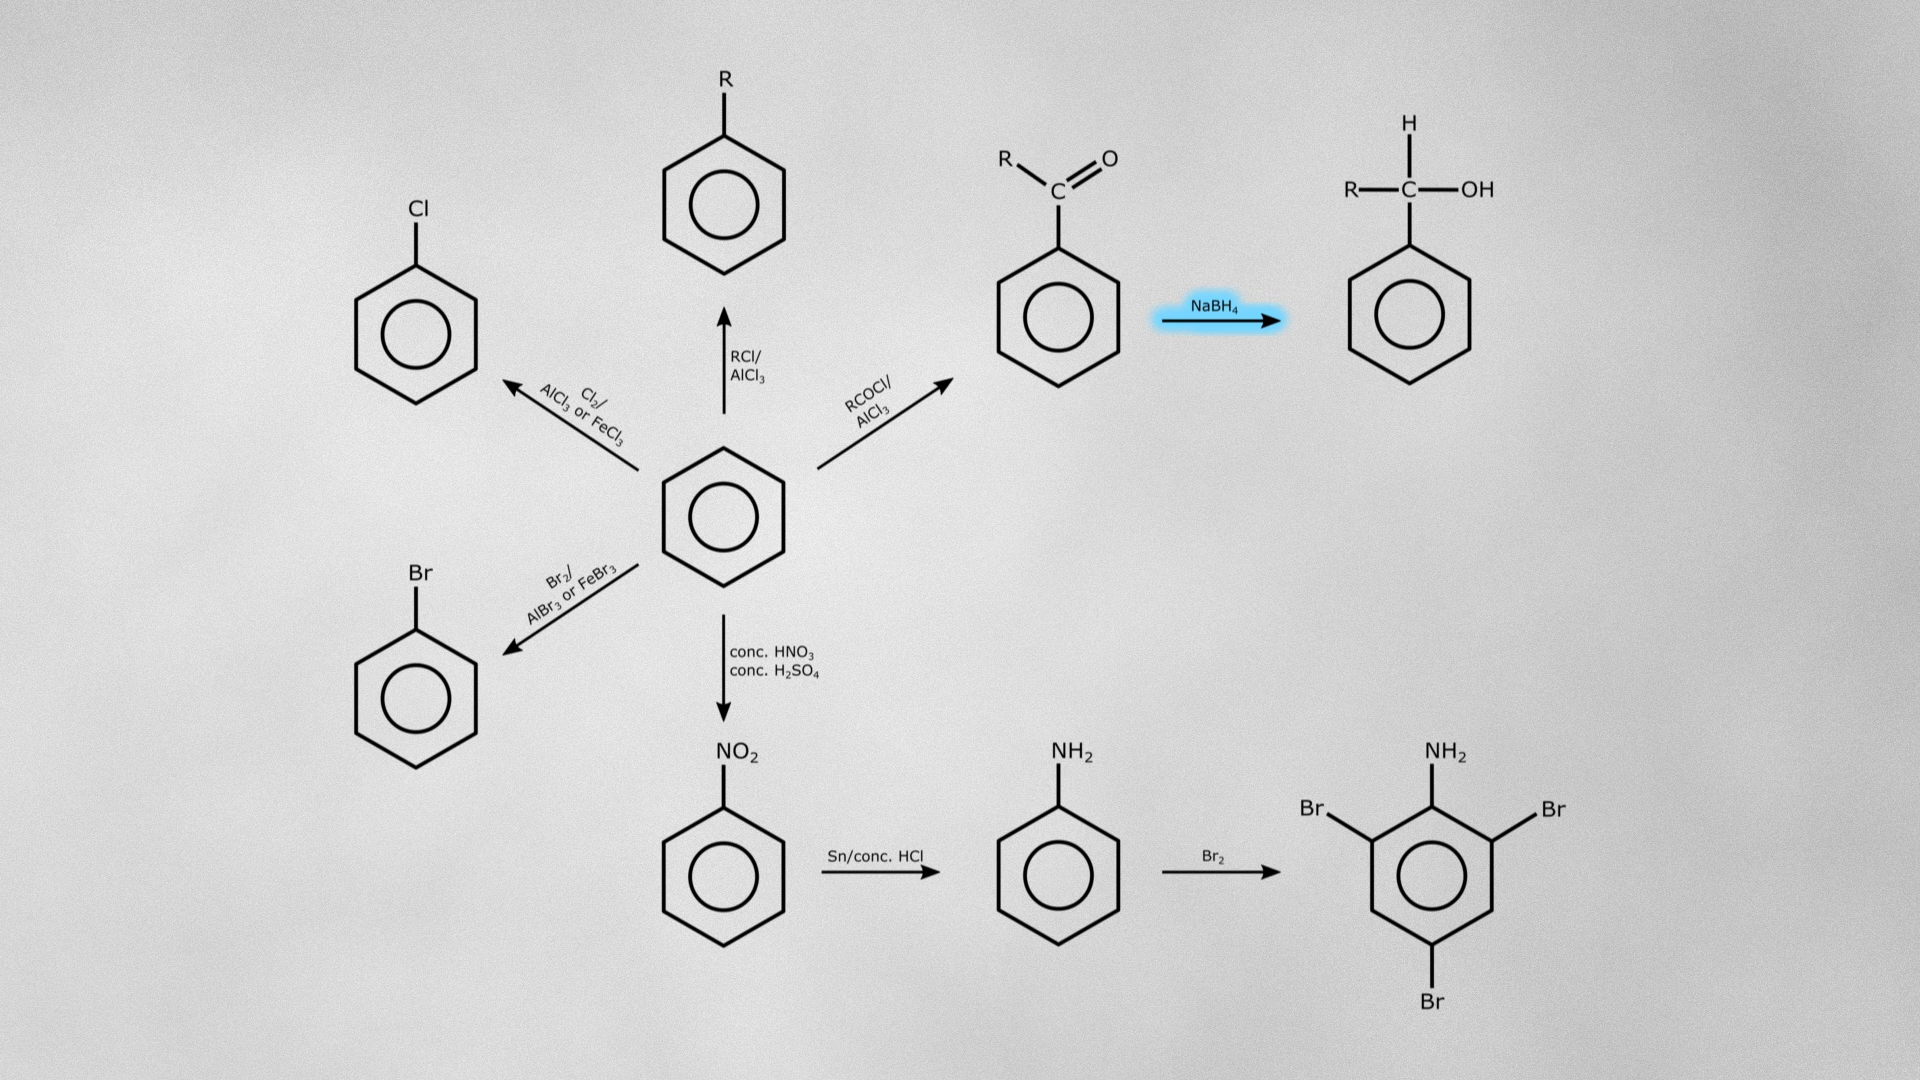 R
H
R
O
C
R
C
OH
Cl
NaBH₄
RCl/
AlCl₃
Cl₂/
AlCl₃ or FeCl₃
RCOCl/
AlCl₃
Br
Br₂/
AlBr₃ or FeBr₃
conc. HNO₃
conc. H₂SO₄
NO₂
NH₂
NH₂
Br
Br
Sn/conc. HCl
Br₂
Br